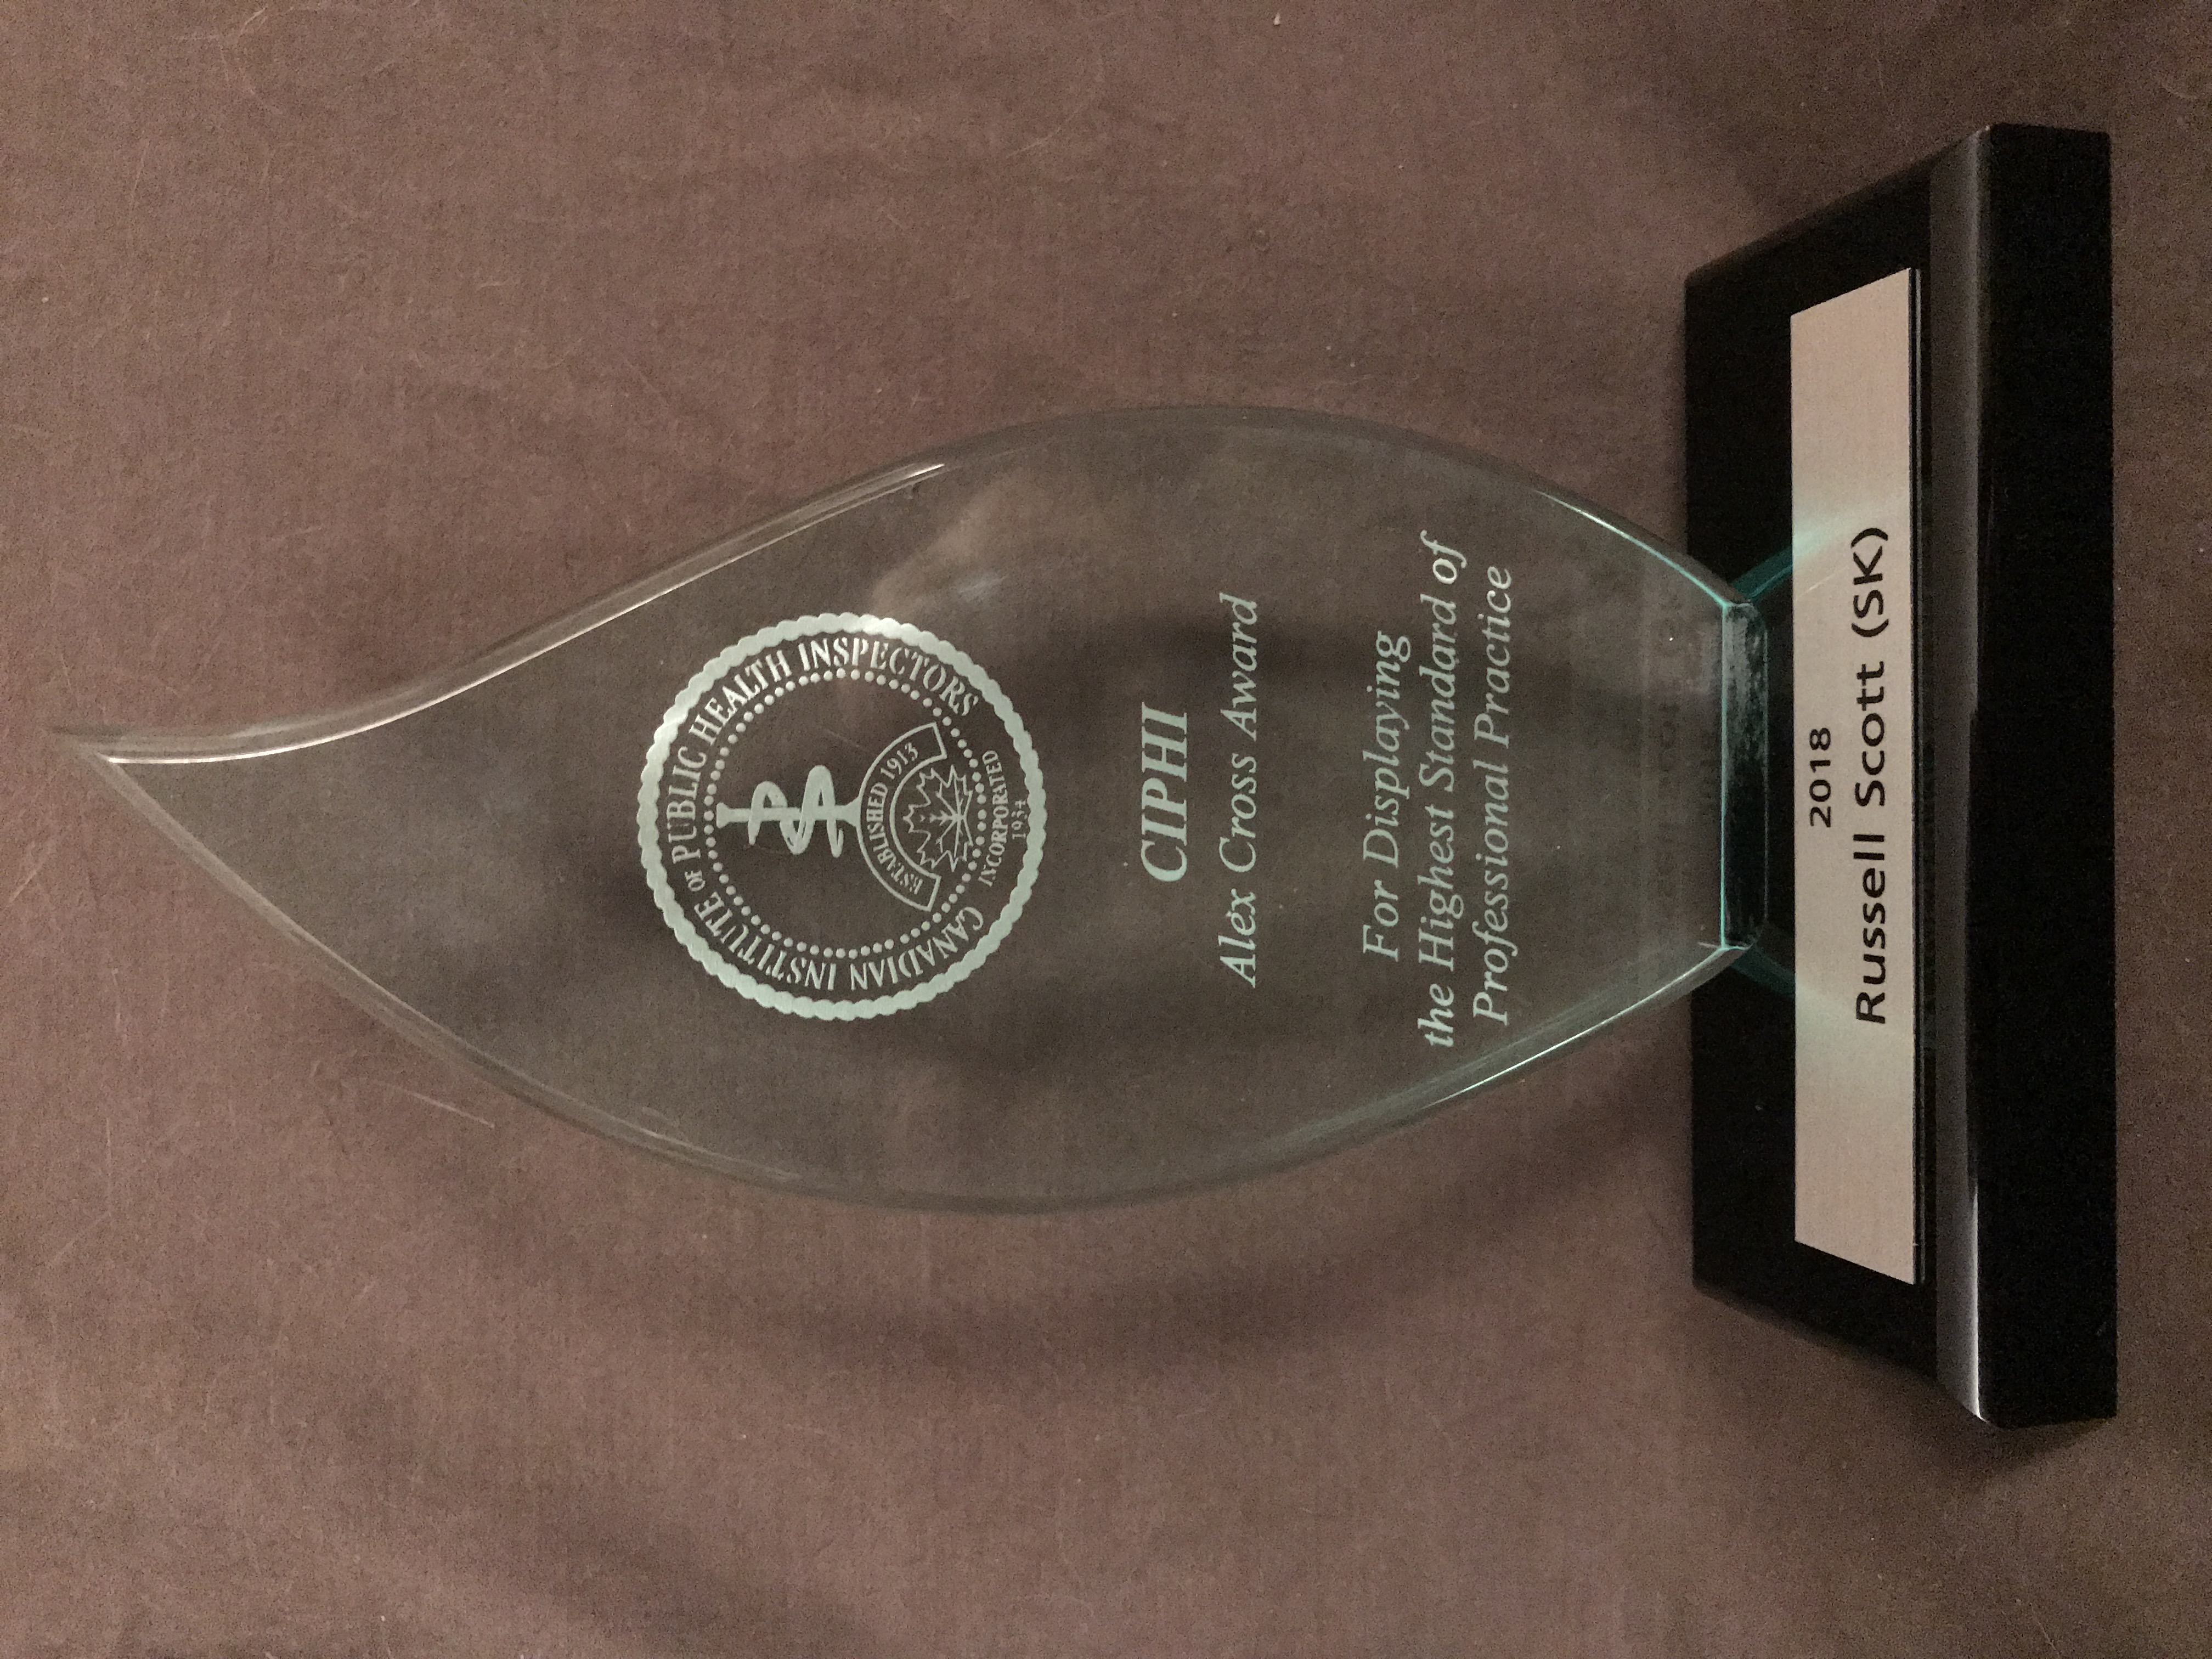 CANADIAN INSTITUTE OF PUBLIC HEALTH INSPECTORS
ESTABLISHED 1913
INCORPORATED
1934
CIPHI
Alex Cross Award
For Displaying
the Highest Standard of
Professional Practice
2018
Russell Scott (SK)